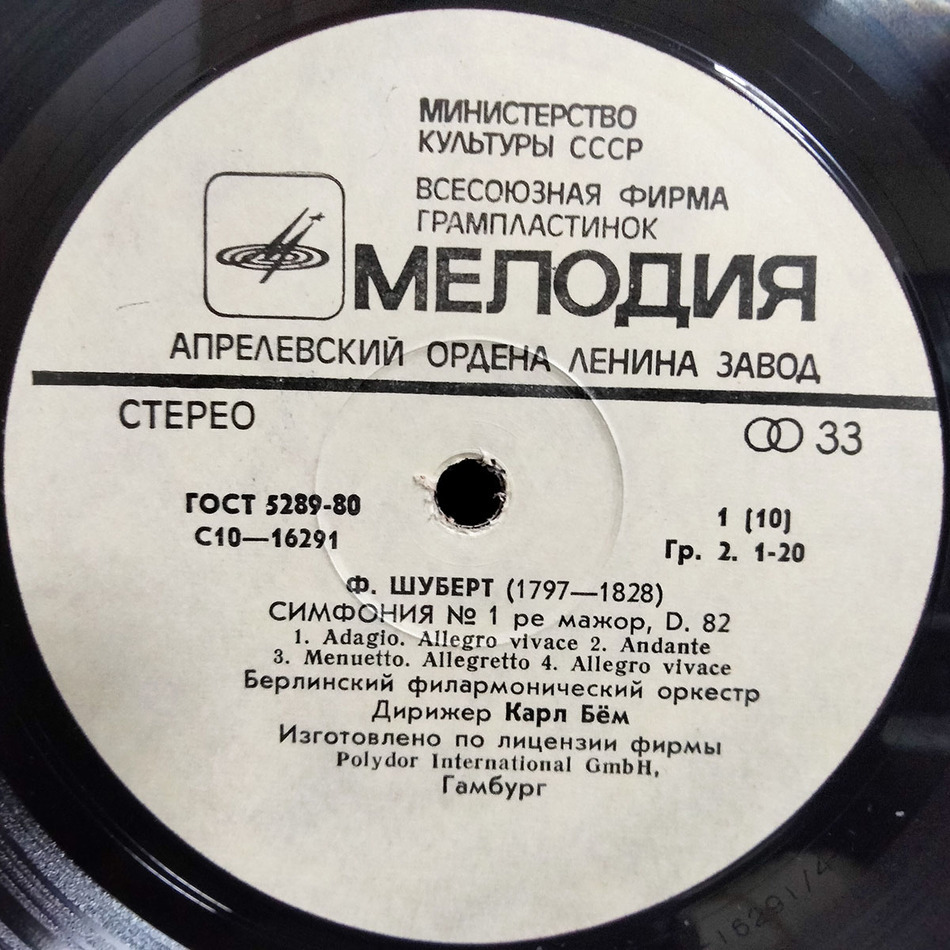 МИНИСТЕРСТВО
КУЛЬТУРЫ СССР
ВСЕСОЮЗНАЯ ФИРМА
ГРАМПЛАСТИНОК
МЕЛОДИЯ
АПРЕЛЕВСКИЙ ОРДЕНА ЛЕНИНА ЗАВОД
СТЕРЕО
33
ГОСТ 5289-80
С10—16291
1 (10)
Гр. 2. 1-20
Ф. ШУБЕРТ (1797—1828)
СИМФОНИЯ № 1 ре мажор, D. 82
1. Adagio. Allegro vivace 2. Andante
3. Menuetto. Allegretto 4. Allegro vivace
Берлинский филармонический оркестр
Дирижер Карл Бём
Изготовлено по лицензии фирмы
Polydor International GmbH,
Гамбург
16291/4